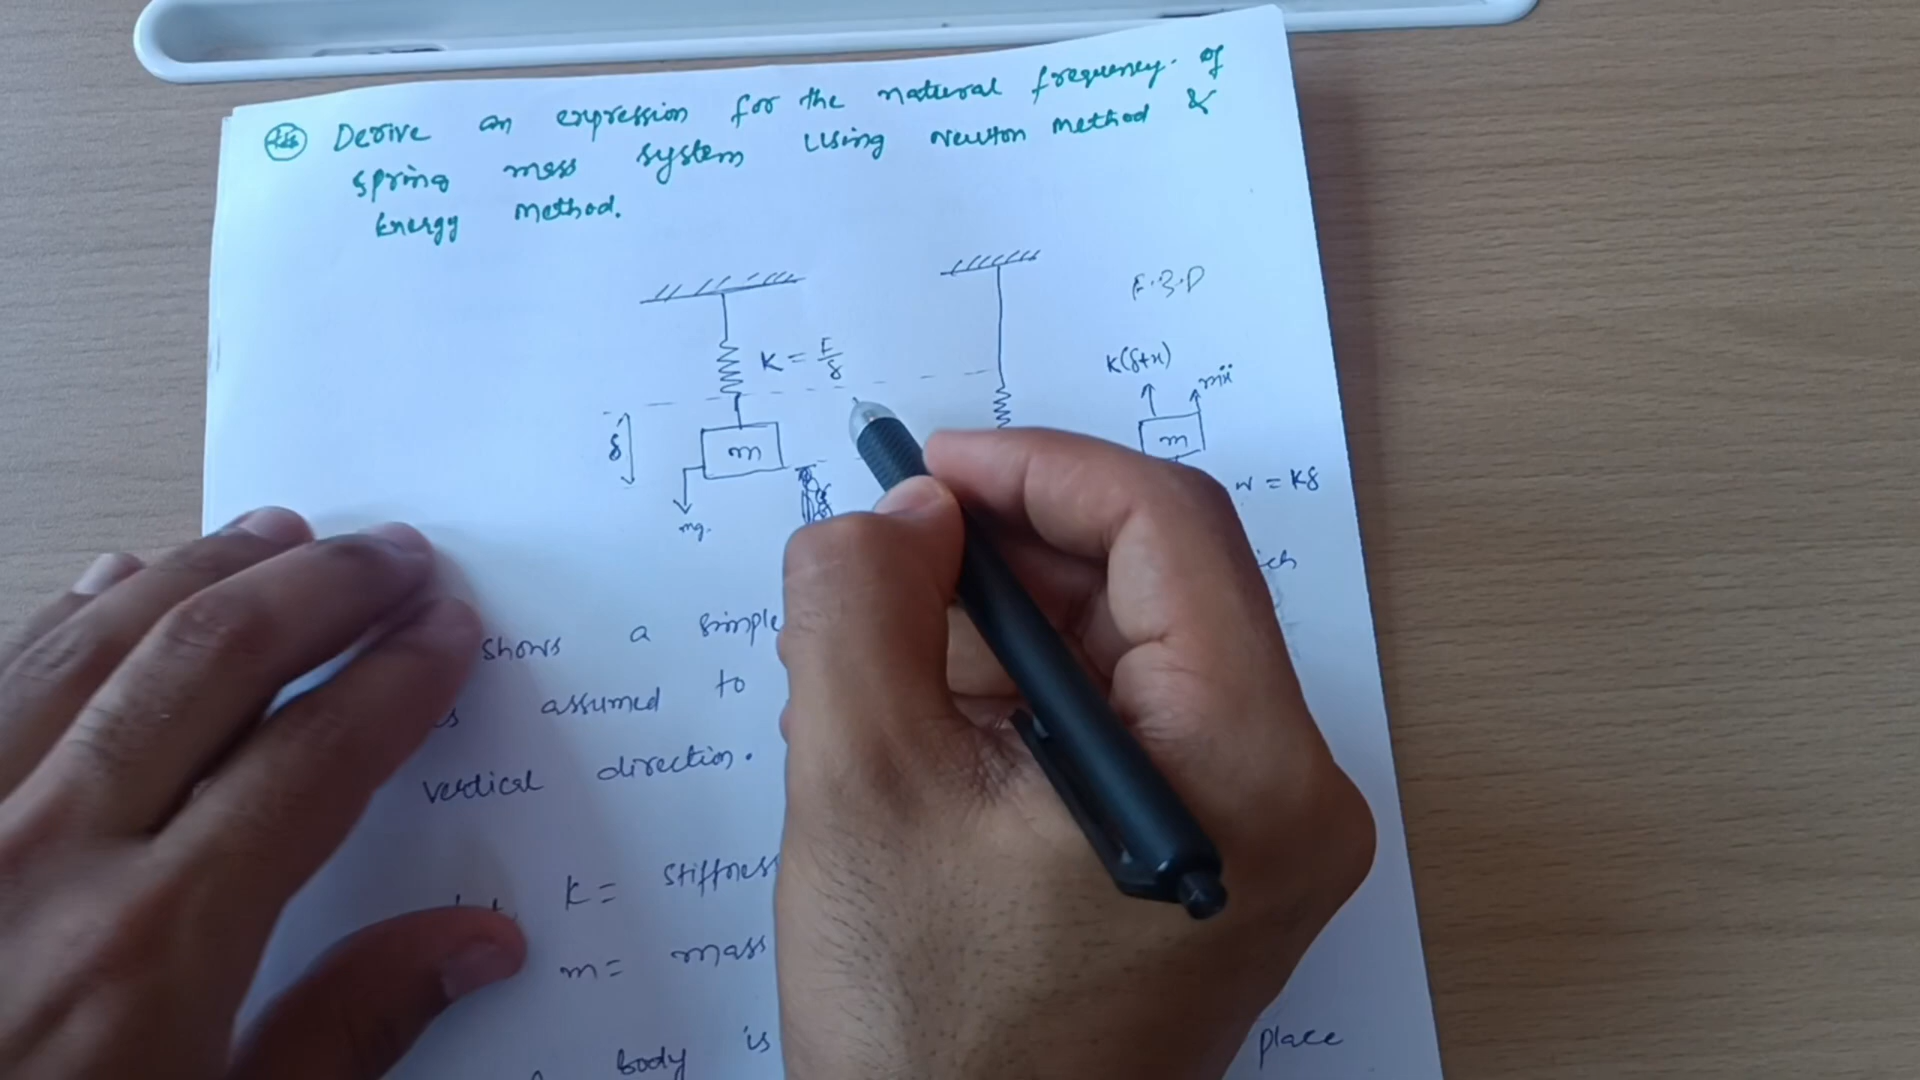 Derive an expression for the natural frequency of
spring mass system using Newton method &
Energy method.
F.B.D
K = F/δ
K(δ+x)
mẍ
δ
m
m
W = Kδ
mg.
shows a simple
is assumed to
vertical direction.
K = stiffness
m = mass
body is place